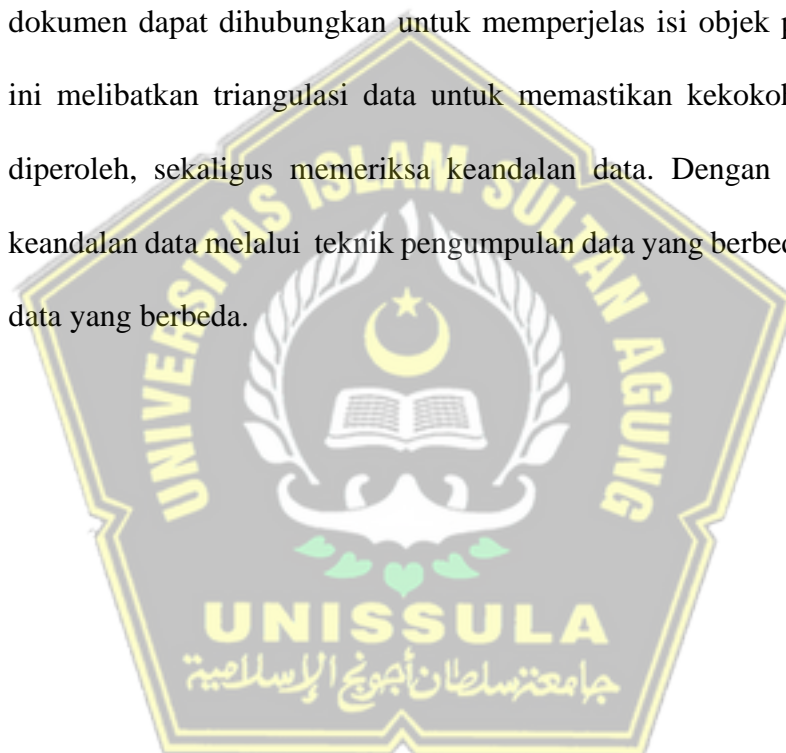 dokumen dapat dihubungkan untuk memperjelas isi objek
ini melibatkan triangulasi data untuk memastikan
diperoleh, sekaligus memeriksa keandalan data. Dengan
keandalan data melalui teknik pengumpulan data yang
data yang berbeda.
UNIVERSITAS ISLAM SULTAN AGUNG
UNISSULA
جامعة سلطان أجونج الإسلامية